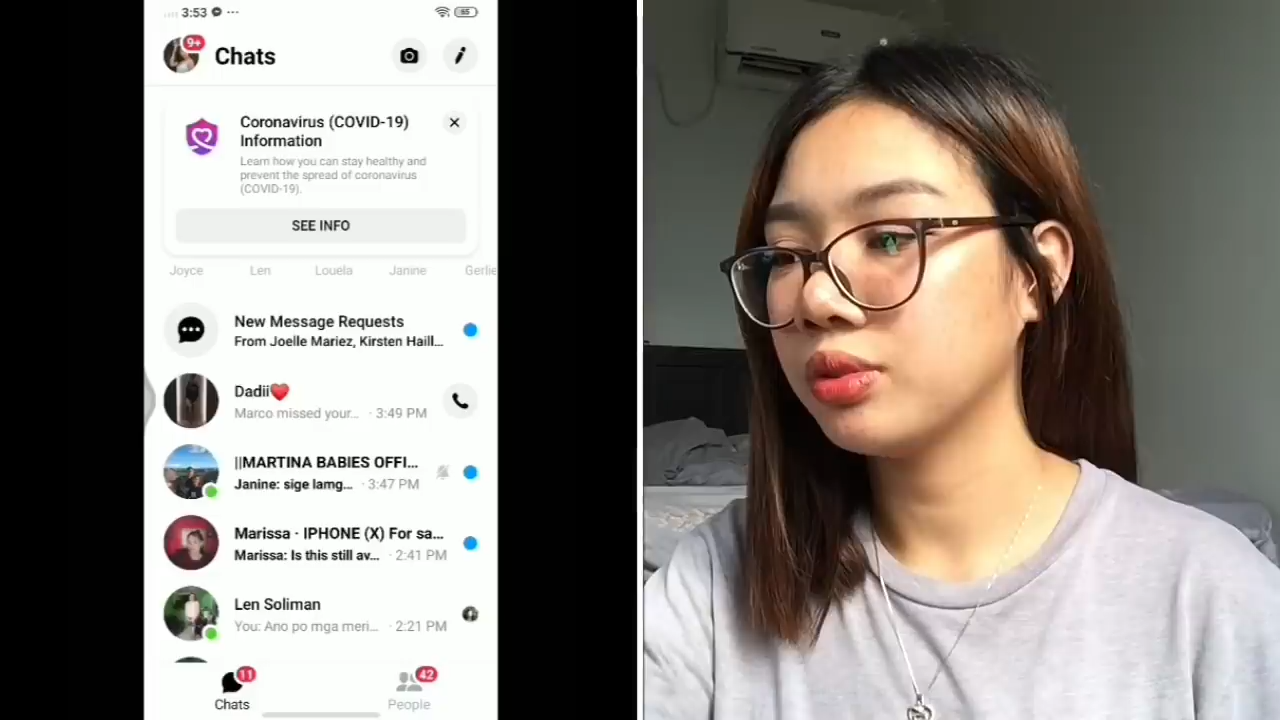 3:53
65
9+
Chats
Coronavirus (COVID-19)
Information
Learn how you can stay healthy and
prevent the spread of coronavirus
(COVID-19).
SEE INFO
Joyce Len Louela Janine Gerlie
New Message Requests
From Joelle Mariez, Kirsten Haill...
Dadii❤️
Marco missed your... · 3:49 PM
||MARTINA BABIES OFFI...
Janine: sige lamg... · 3:47 PM
Marissa · IPHONE (X) For sa...
Marissa: Is this still av... · 2:41 PM
Len Soliman
You: Ano po mga meri... · 2:21 PM
11 42
Chats People